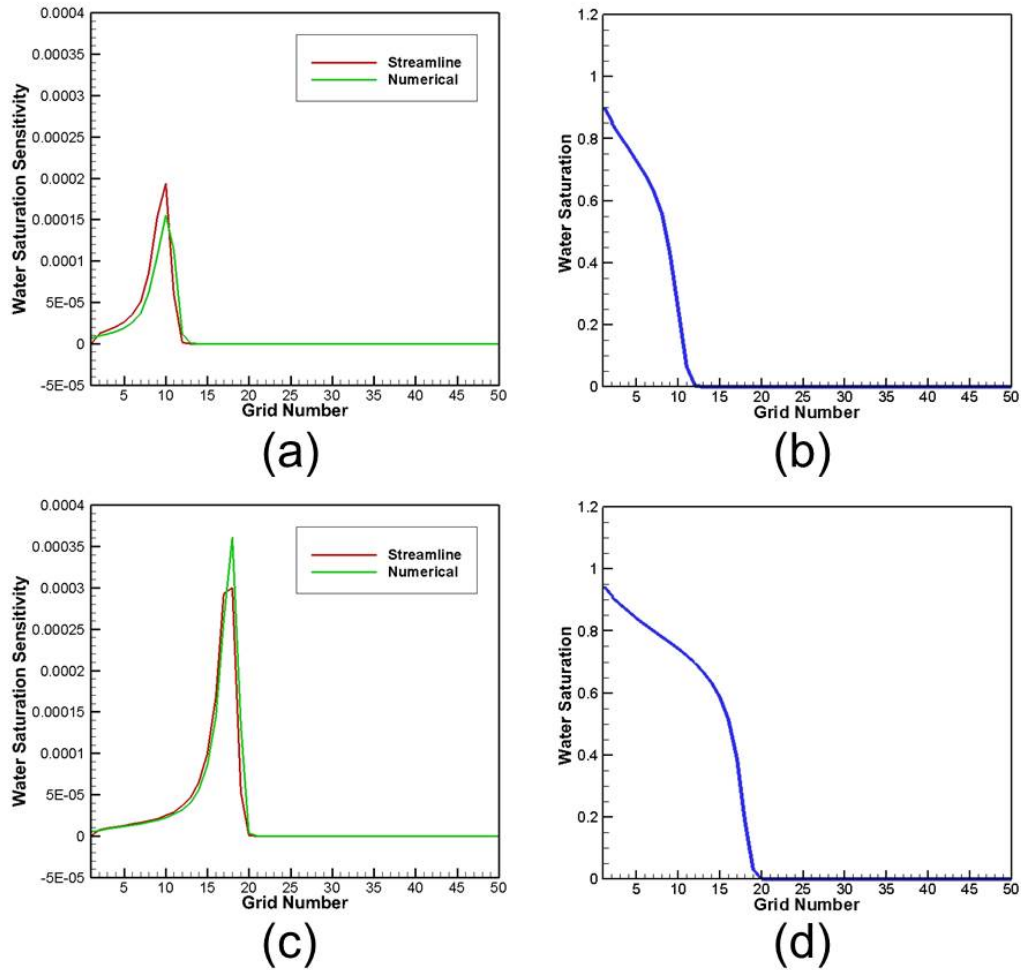 0.0004
0.00035
0.0003
0.00025
0.0002
0.00015
0.0001
5E-05
0
-5E-05
Water Saturation Sensitivity
Streamline
Numerical
5 10 15 20 25 30 35 40 45 50
Grid Number
(a)
1.2
1
0.8
0.6
0.4
0.2
0
Water Saturation
5 10 15 20 25 30 35 40 45 50
Grid Number
(b)
0.0004
0.00035
0.0003
0.00025
0.0002
0.00015
0.0001
5E-05
0
-5E-05
Water Saturation Sensitivity
Streamline
Numerical
5 10 15 20 25 30 35 40 45 50
Grid Number
(c)
1.2
1
0.8
0.6
0.4
0.2
0
Water Saturation
5 10 15 20 25 30 35 40 45 50
Grid Number
(d)